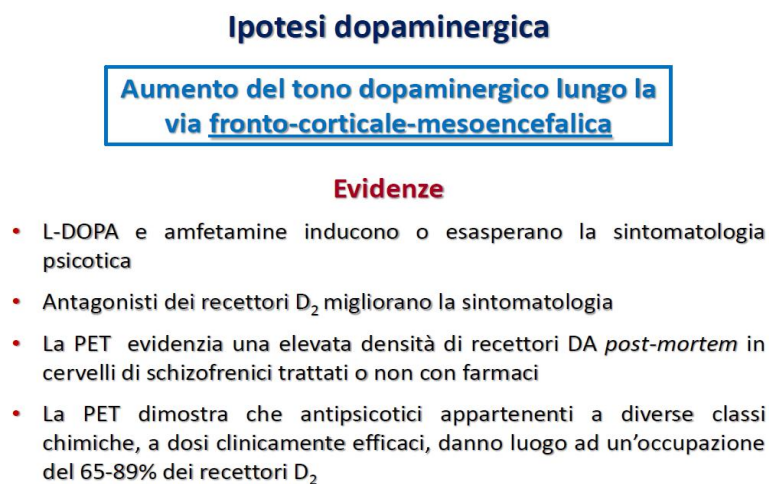 Ipotesi dopaminergica
Aumento del tono dopaminergico lungo la
via fronto-corticale-mesoencefalica
Evidenze
• L-DOPA e amfetamine inducono o esasperano la sintomatologia
psicotica
• Antagonisti dei recettori D₂ migliorano la sintomatologia
• La PET evidenzia una elevata densità di recettori DA post-mortem in
cervelli di schizofrenici trattati o non con farmaci
• La PET dimostra che antipsicotici appartenenti a diverse classi
chimiche, a dosi clinicamente efficaci, danno luogo ad un’occupazione
del 65-89% dei recettori D₂